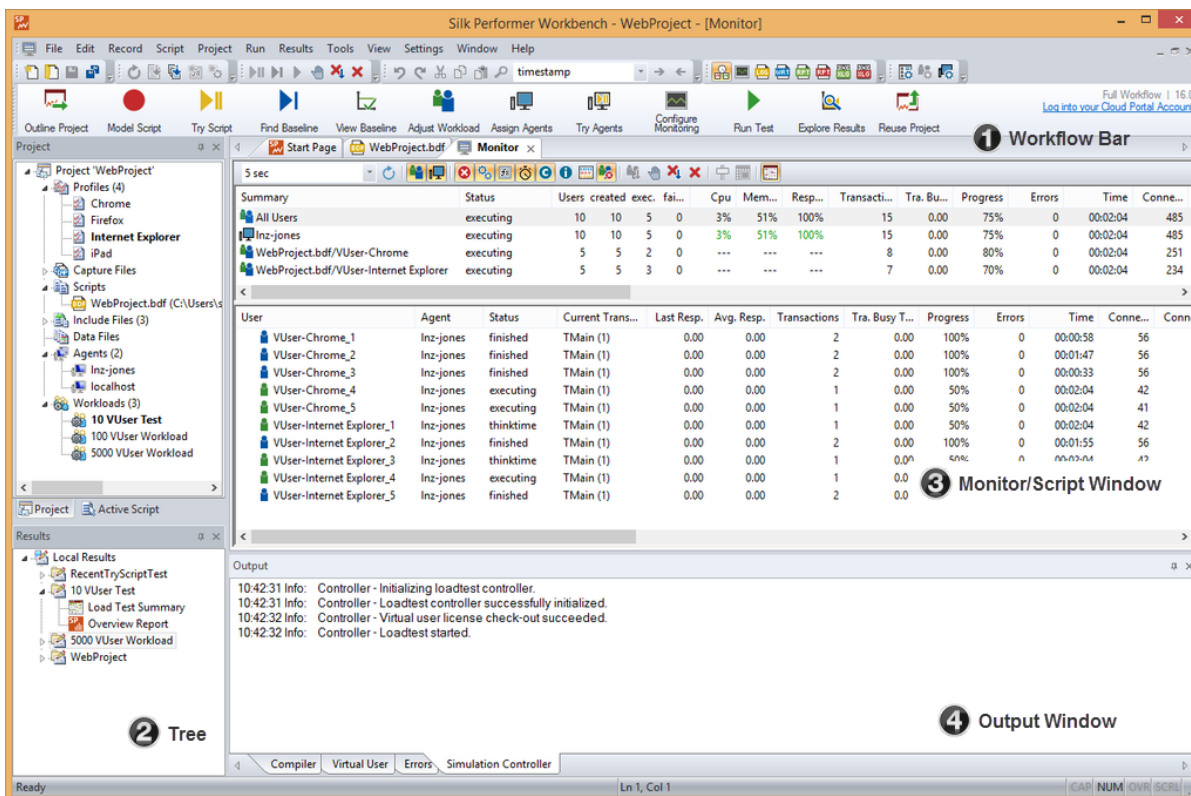 Silk Performer Workbench - WebProject - [Monitor]
File Edit Record Script Project Run Results Tools View Settings Window Help
timestamp
Outline Project Model Script Try Script Find Baseline View Baseline Adjust Workload Assign Agents Try Agents Configure Monitoring Run Test Explore Results Reuse Project
Full Workflow | 16.0
Log into your Cloud Portal Account
1 Workflow Bar
Project
Project 'WebProject'
Profiles (4)
Chrome
Firefox
Internet Explorer
iPad
Capture Files
Scripts
WebProject.bdf (C:\Users\s
Include Files (3)
Data Files
Agents (2)
lnz-jones
localhost
Workloads (3)
10 VUser Test
100 VUser Workload
5000 VUser Workload
Project Active Script
Results
Local Results
RecentTryScriptTest
10 VUser Test
Load Test Summary
Overview Report
5000 VUser Workload
WebProject
2 Tree
Start Page WebProject.bdf Monitor
5 sec
Summary Status Users created exec. fai... Cpu Mem... Resp... Transacti... Tra. Bu... Progress Errors Time Conne...
All Users executing 10 10 5 0 3% 51% 100% 15 0.00 75% 0 00:02:04 485
lnz-jones executing 10 10 5 0 3% 51% 100% 15 0.00 75% 0 00:02:04 485
WebProject.bdf/VUser-Chrome executing 5 5 2 0 --- --- --- 8 0.00 80% 0 00:02:04 251
WebProject.bdf/VUser-Internet Explorer executing 5 5 3 0 --- --- --- 7 0.00 70% 0 00:02:04 234
User Agent Status Current Trans... Last Resp. Avg. Resp. Transactions Tra. Busy T... Progress Errors Time Conne... Conn
VUser-Chrome_1 lnz-jones finished TMain (1) 0.00 0.00 2 0.00 100% 0 00:00:58 56
VUser-Chrome_2 lnz-jones finished TMain (1) 0.00 0.00 2 0.00 100% 0 00:01:47 56
VUser-Chrome_3 lnz-jones finished TMain (1) 0.00 0.00 2 0.00 100% 0 00:00:33 56
VUser-Chrome_4 lnz-jones executing TMain (1) 0.00 0.00 1 0.00 50% 0 00:02:04 42
VUser-Chrome_5 lnz-jones executing TMain (1) 0.00 0.00 1 0.00 50% 0 00:02:04 41
VUser-Internet Explorer_1 lnz-jones thinktime TMain (1) 0.00 0.00 1 0.00 50% 0 00:02:04 42
VUser-Internet Explorer_2 lnz-jones finished TMain (1) 0.00 0.00 2 0.00 100% 0 00:01:55 56
VUser-Internet Explorer_3 lnz-jones thinktime TMain (1) 0.00 0.00 1 0.00 50% 0 00:02:04 42
VUser-Internet Explorer_4 lnz-jones executing TMain (1) 0.00 0.00 1 0.0
VUser-Internet Explorer_5 lnz-jones finished TMain (1) 0.00 0.00 2 0.0
3 Monitor/Script Window
Output
10:42:31 Info: Controller - Initializing loadtest controller.
10:42:31 Info: Controller - Loadtest controller successfully initialized.
10:42:32 Info: Controller - Virtual user license check-out succeeded.
10:42:32 Info: Controller - Loadtest started.
4 Output Window
Compiler Virtual User Errors Simulation Controller
Ready Ln 1, Col 1 CAP NUM OVR SCRL